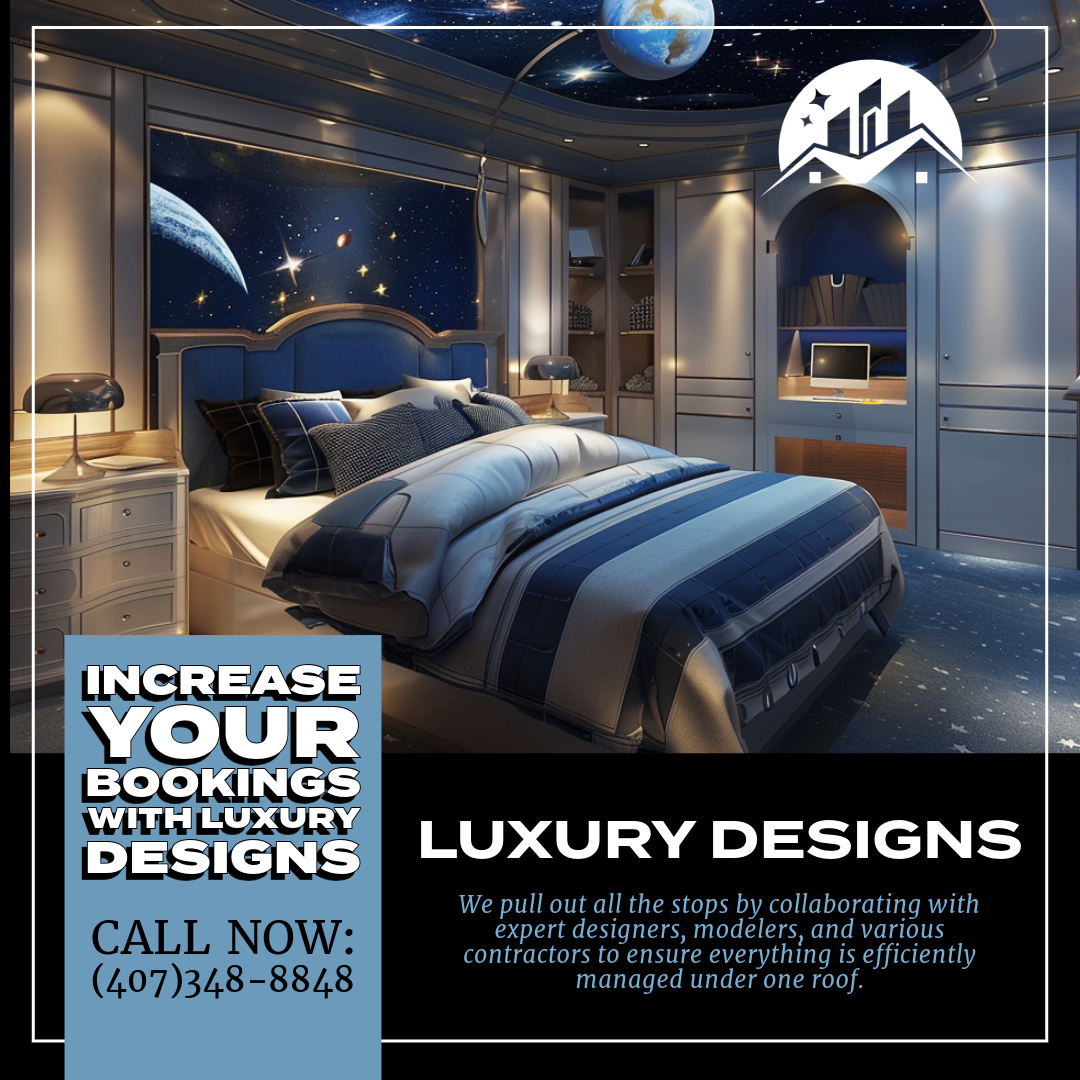 INCREASE
YOUR
BOOKINGS
WITH LUXURY
DESIGNS
CALL NOW:
(407)348-8848
LUXURY DESIGNS
We pull out all the stops by collaborating with
expert designers, modelers, and various
contractors to ensure everything is efficiently
managed under one roof.